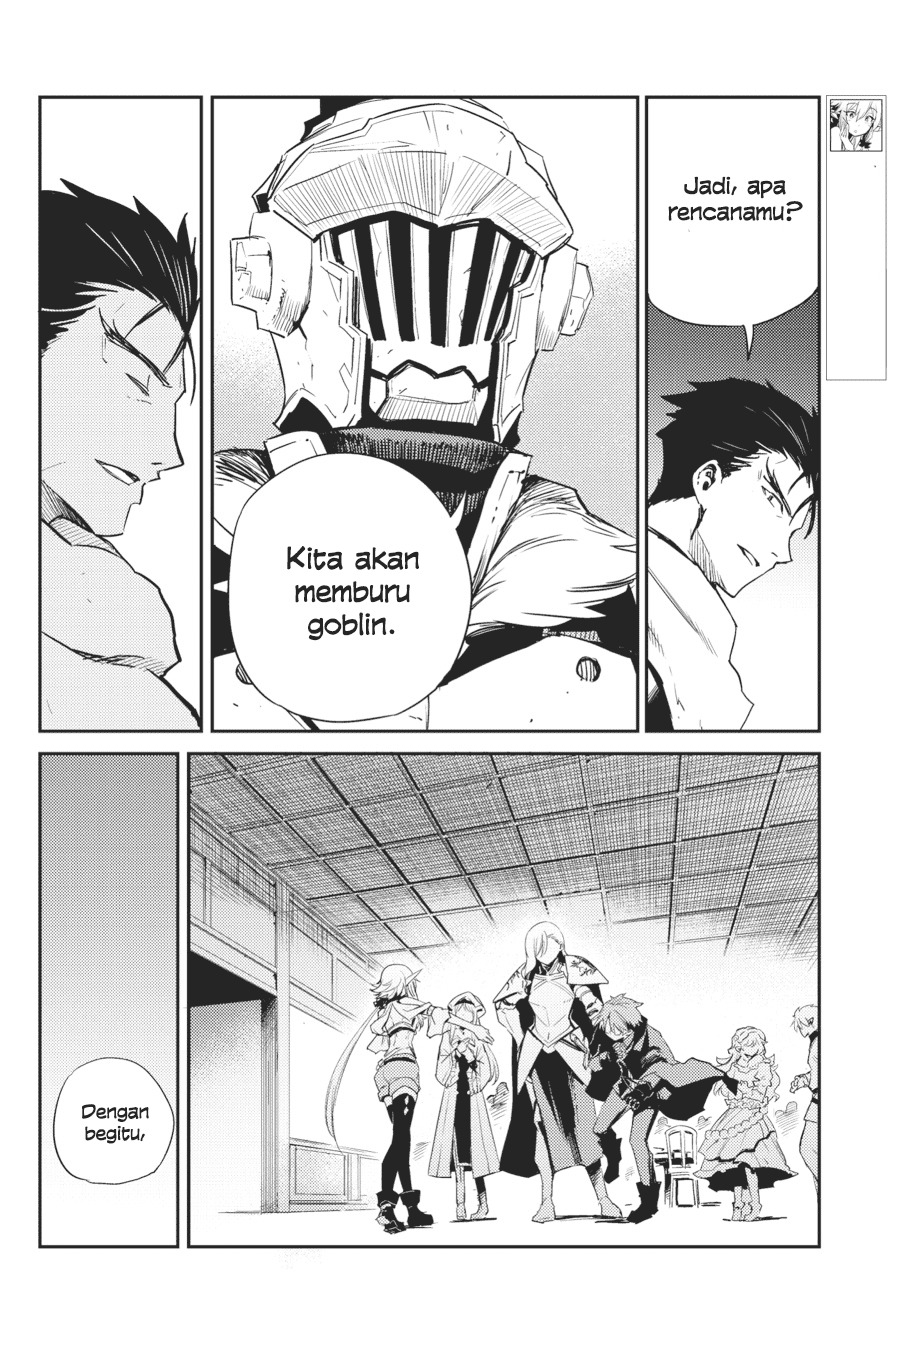 Jadi, apa
rencanamu?
Kita akan
memburu
goblin.
Dengan
begitu,